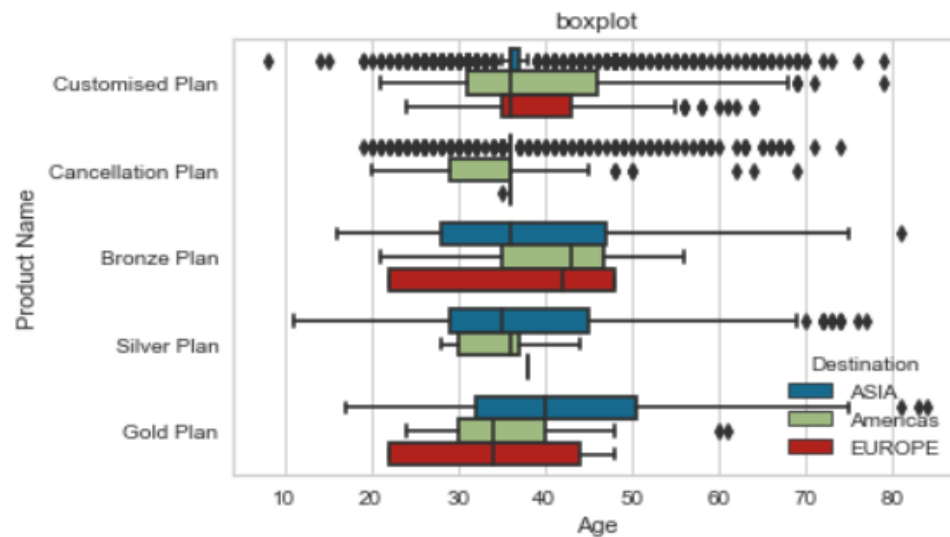 boxplot
Product Name
Customised Plan
Cancellation Plan
Bronze Plan
Silver Plan
Gold Plan
Destination
ASIA
Americas
EUROPE
10 20 30 40 50 60 70 80
Age